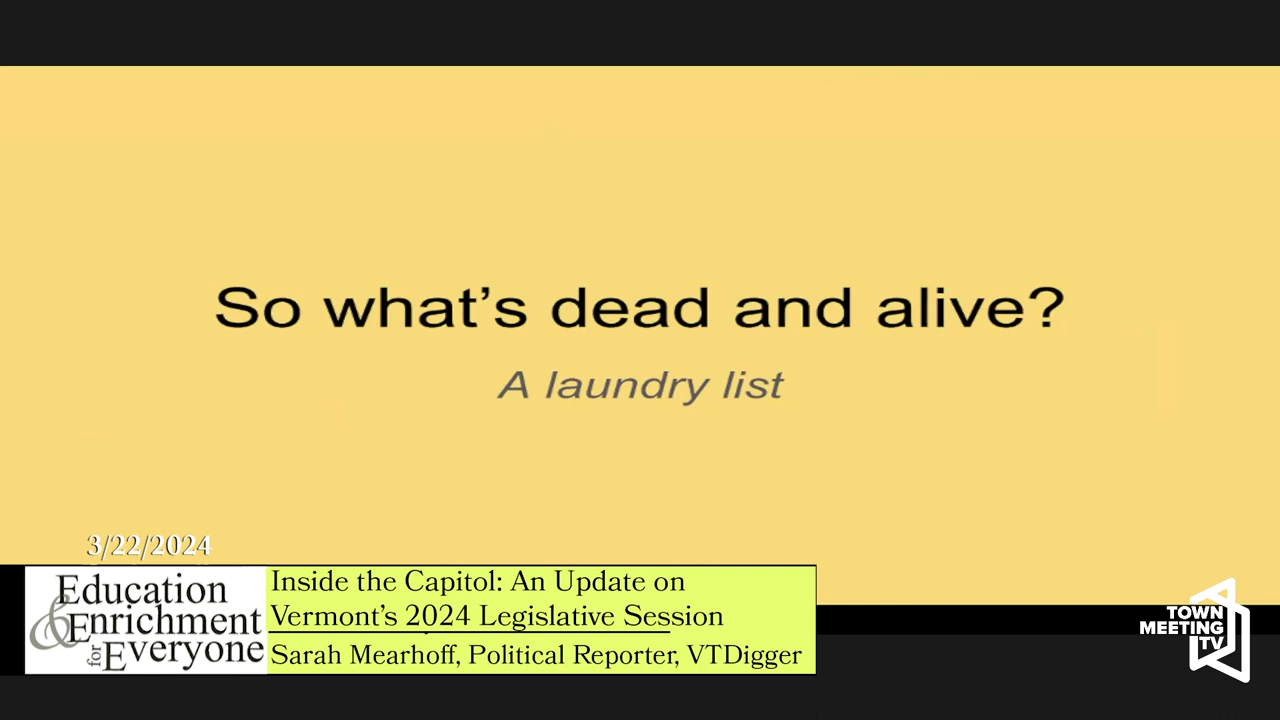 So what’s dead and alive?
A laundry list
3/22/2024
Education
& Enrichment
for Everyone
Inside the Capitol: An Update on
Vermont’s 2024 Legislative Session
Sarah Mearhoff, Political Reporter, VTDigger
TOWN
MEETING
TV